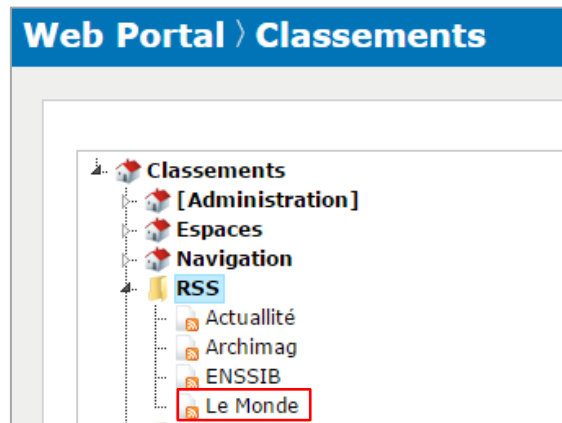 Web Portal 〉Classements
Classements
[Administration]
Espaces
Navigation
RSS
Actuallité
Archimag
ENSSIB
Le Monde